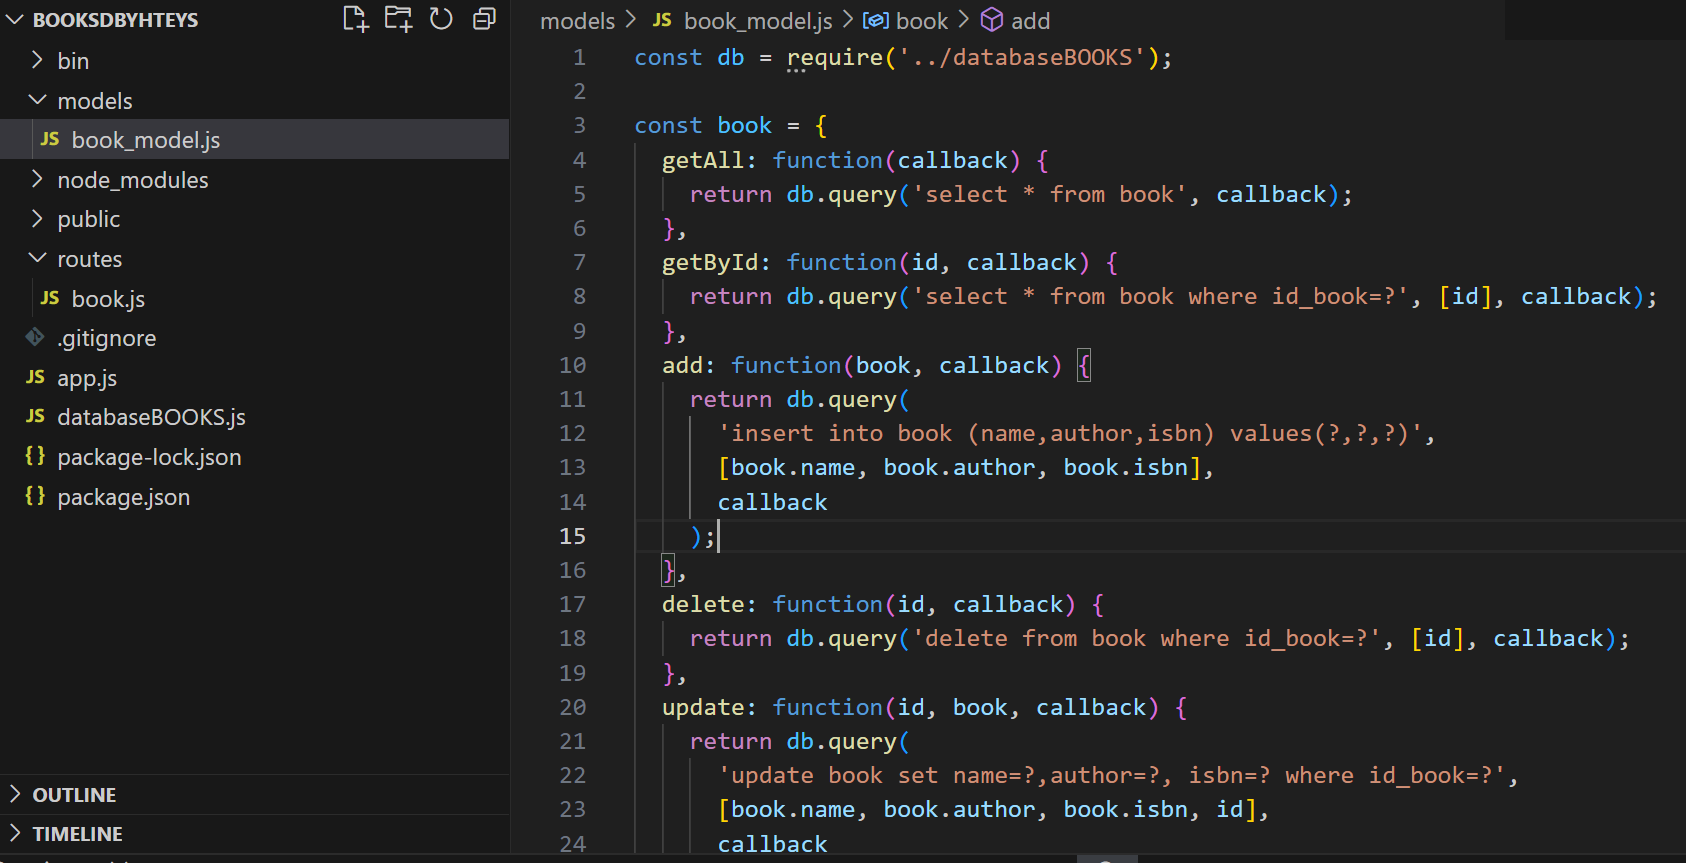 BOOKSDBYHTEYS
bin
models
JS book_model.js
node_modules
public
routes
JS book.js
.gitignore
JS app.js
JS databaseBOOKS.js
{} package-lock.json
{} package.json
OUTLINE
TIMELINE
models > JS book_model.js > book > add
1 const db = require('../databaseBOOKS');
2
3 const book = {
4 getAll: function(callback) {
5 return db.query('select * from book', callback);
6 },
7 getById: function(id, callback) {
8 return db.query('select * from book where id_book=?', [id], callback);
9 },
10 add: function(book, callback) {
11 return db.query(
12 'insert into book (name,author,isbn) values(?,?,?)',
13 [book.name, book.author, book.isbn],
14 callback
15 );
16 },
17 delete: function(id, callback) {
18 return db.query('delete from book where id_book=?', [id], callback);
19 },
20 update: function(id, book, callback) {
21 return db.query(
22 'update book set name=?,author=?, isbn=? where id_book=?',
23 [book.name, book.author, book.isbn, id],
24 callback